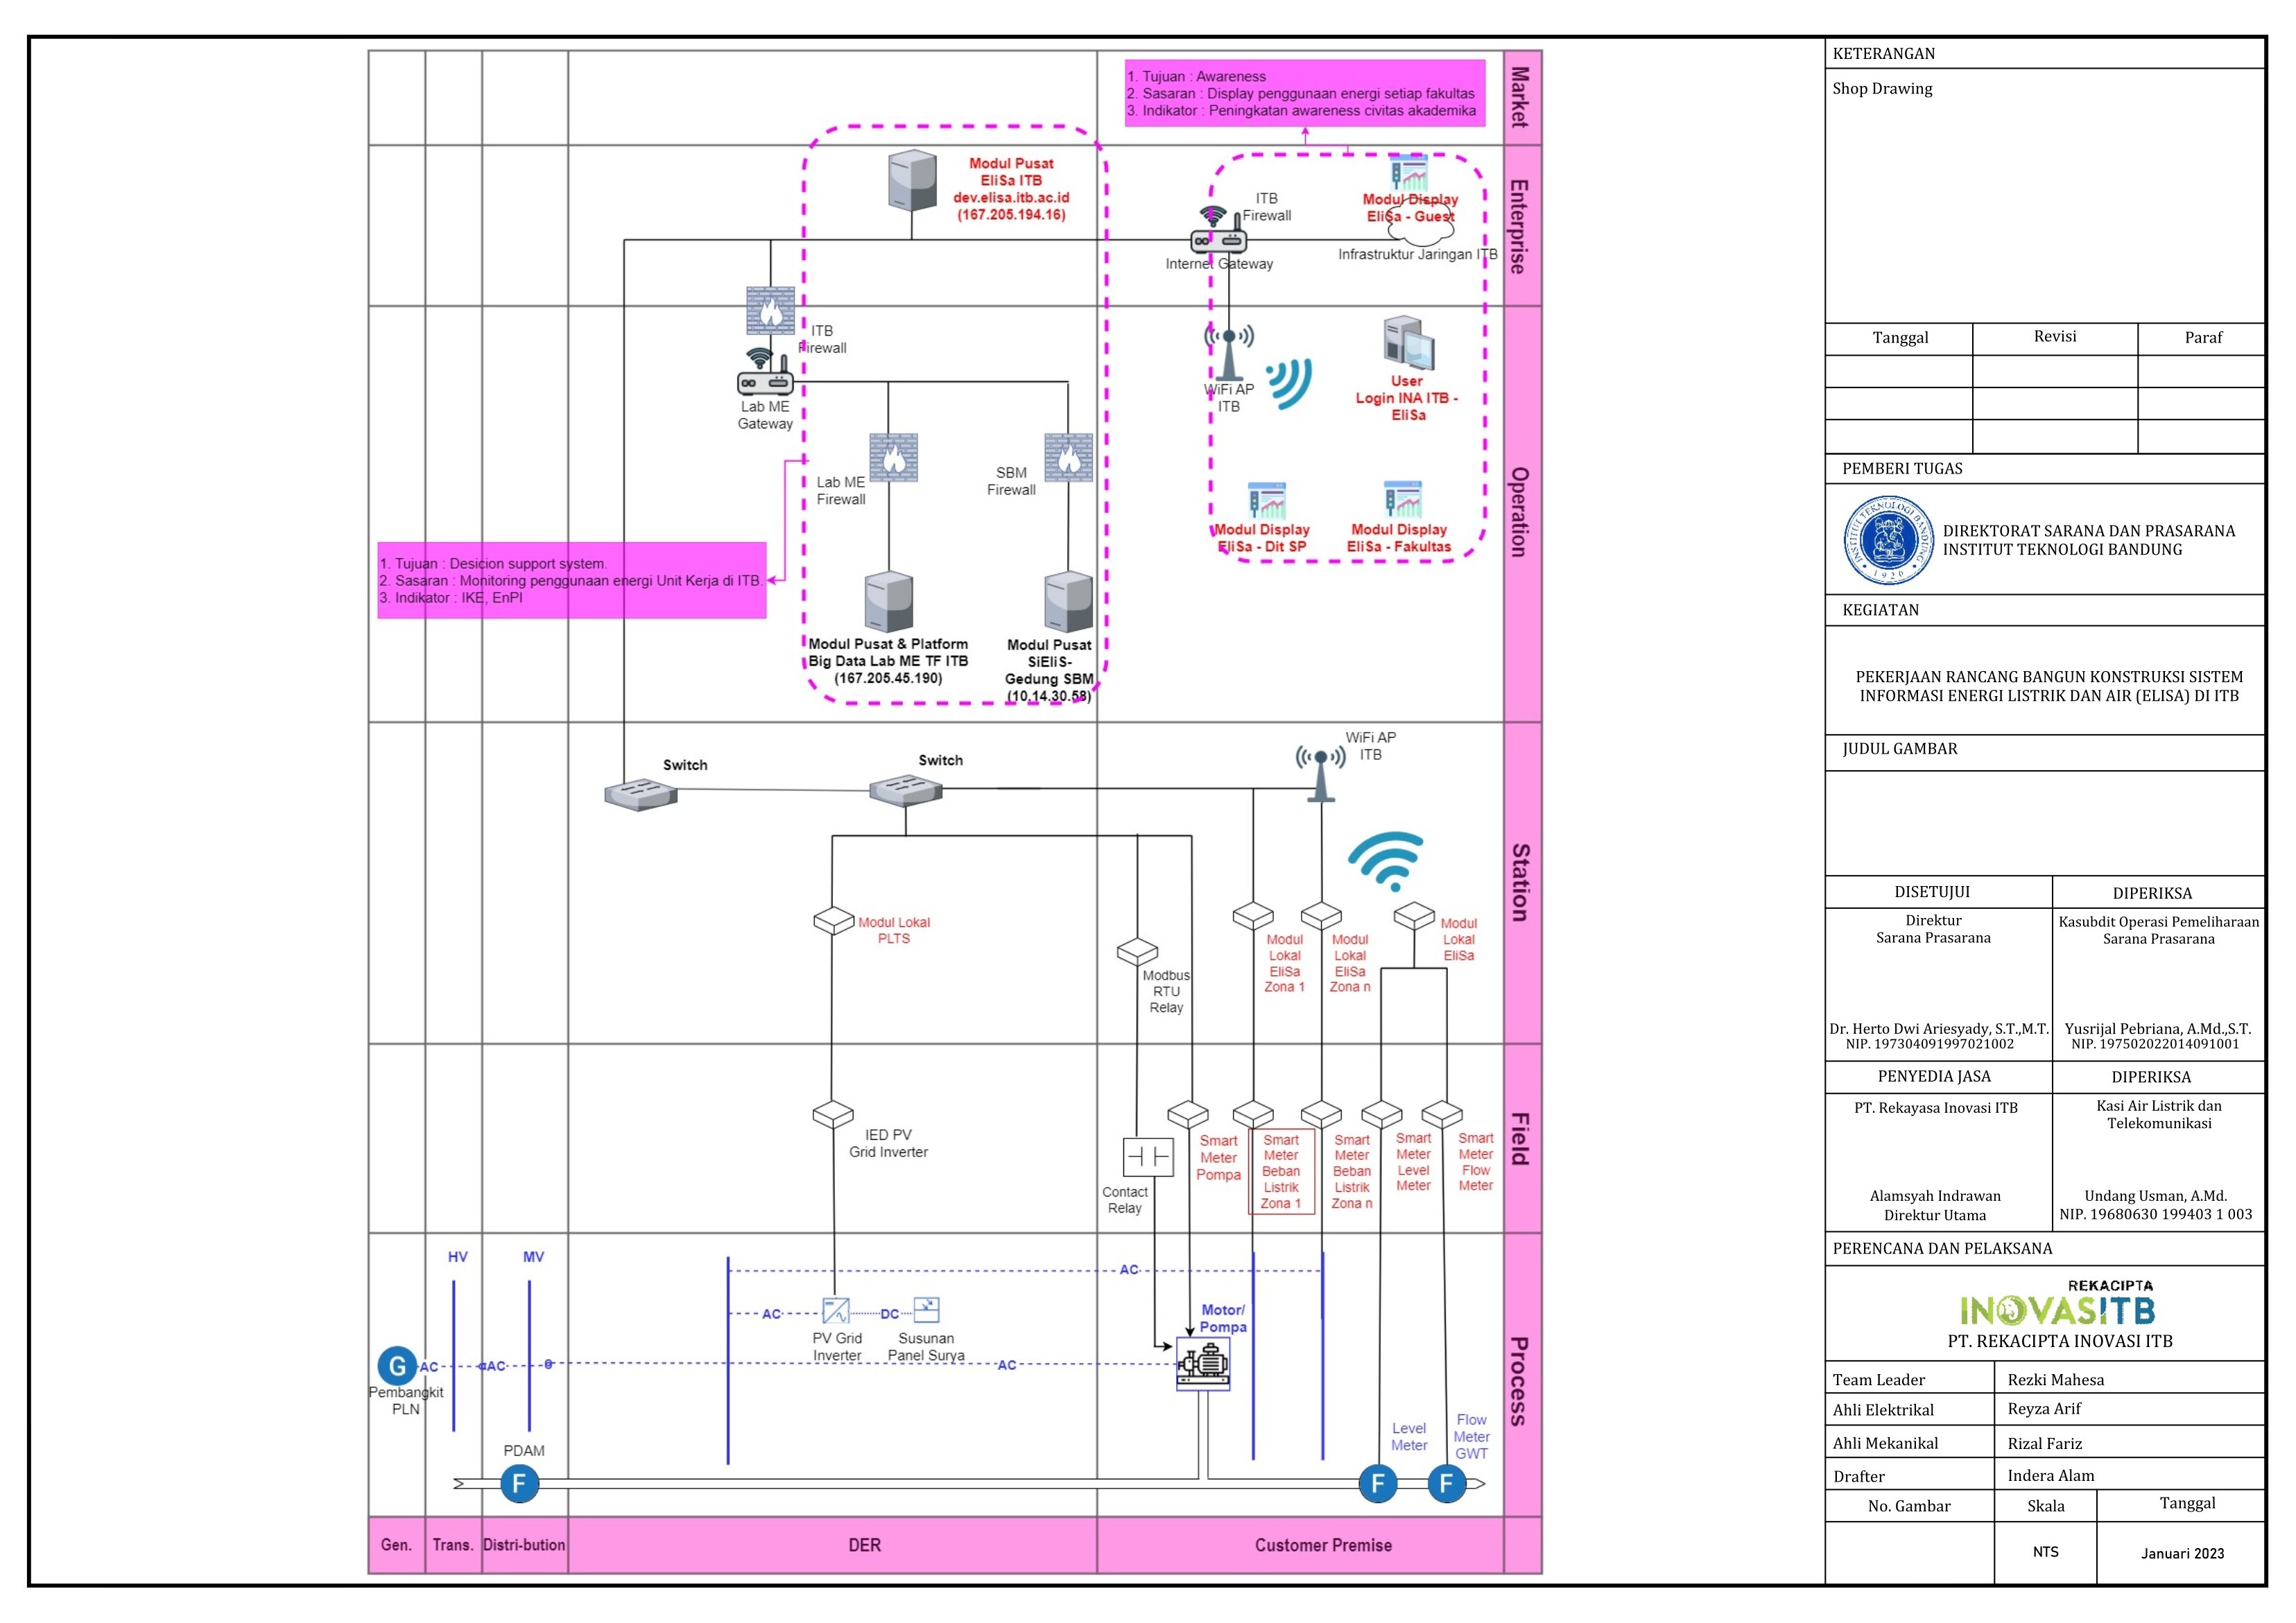 1. Tujuan : Awareness
2. Sasaran : Display penggunaan energi setiap fakultas
3. Indikator : Peningkatan awareness civitas akademika
Market
Modul Pusat
EliSa ITB
dev.elisa.itb.ac.id
(167.205.194.16)
ITB
Firewall
Internet Gateway
Modul Display
EliSa - Guest
Infrastruktur Jaringan ITB
Enterprise
ITB
Firewall
Lab ME
Gateway
WiFi AP
ITB
User
Login INA ITB -
EliSa
Lab ME
Firewall
SBM
Firewall
Modul Display
EliSa - Dit SP
Modul Display
EliSa - Fakultas
Operation
1. Tujuan : Desicion support system.
2. Sasaran : Monitoring penggunaan energi Unit Kerja di ITB.
3. Indikator : IKE, EnPI
Modul Pusat & Platform
Big Data Lab ME TF ITB
(167.205.45.190)
Modul Pusat
SiEliS-
Gedung SBM
(10.14.30.58)
Switch
Switch
WiFi AP
ITB
Modul Lokal
PLTS
Modbus
RTU
Relay
Modul
Lokal
EliSa
Zona 1
Modul
Lokal
EliSa
Zona n
Modul
Lokal
EliSa
Station
IED PV
Grid Inverter
Contact
Relay
Smart
Meter
Pompa
Smart
Meter
Beban
Listrik
Zona 1
Smart
Meter
Beban
Listrik
Zona n
Smart
Meter
Level
Meter
Smart
Meter
Flow
Meter
Field
HV
MV
AC
AC
DC
PV Grid
Inverter
Susunan
Panel Surya
Motor/
Pompa
G
AC
AC
AC
Pembangkit
PLN
PDAM
F
Level
Meter
F
Flow
Meter
GWT
F
Process
Gen.
Trans.
Distri-bution
DER
Customer Premise
KETERANGAN
Shop Drawing
Tanggal
Revisi
Paraf
PEMBERI TUGAS
INSTITUT TEKNOLOGI BANDUNG
1920
DIREKTORAT SARANA DAN PRASARANA
INSTITUT TEKNOLOGI BANDUNG
KEGIATAN
PEKERJAAN RANCANG BANGUN KONSTRUKSI SISTEM
INFORMASI ENERGI LISTRIK DAN AIR (ELISA) DI ITB
JUDUL GAMBAR
DISETUJUI
DIPERIKSA
Direktur
Sarana Prasarana
Kasubdit Operasi Pemeliharaan
Sarana Prasarana
Dr. Herto Dwi Ariesyady, S.T.,M.T.
NIP. 197304091997021002
Yusrijal Pebriana, A.Md.,S.T.
NIP. 197502022014091001
PENYEDIA JASA
DIPERIKSA
PT. Rekayasa Inovasi ITB
Kasi Air Listrik dan
Telekomunikasi
Alamsyah Indrawan
Direktur Utama
Undang Usman, A.Md.
NIP. 19680630 199403 1 003
PERENCANA DAN PELAKSANA
REKACIPTA
INOVASITB
PT. REKACIPTA INOVASI ITB
Team Leader
Rezki Mahesa
Ahli Elektrikal
Reyza Arif
Ahli Mekanikal
Rizal Fariz
Drafter
Indera Alam
No. Gambar
Skala
Tanggal
NTS
Januari 2023